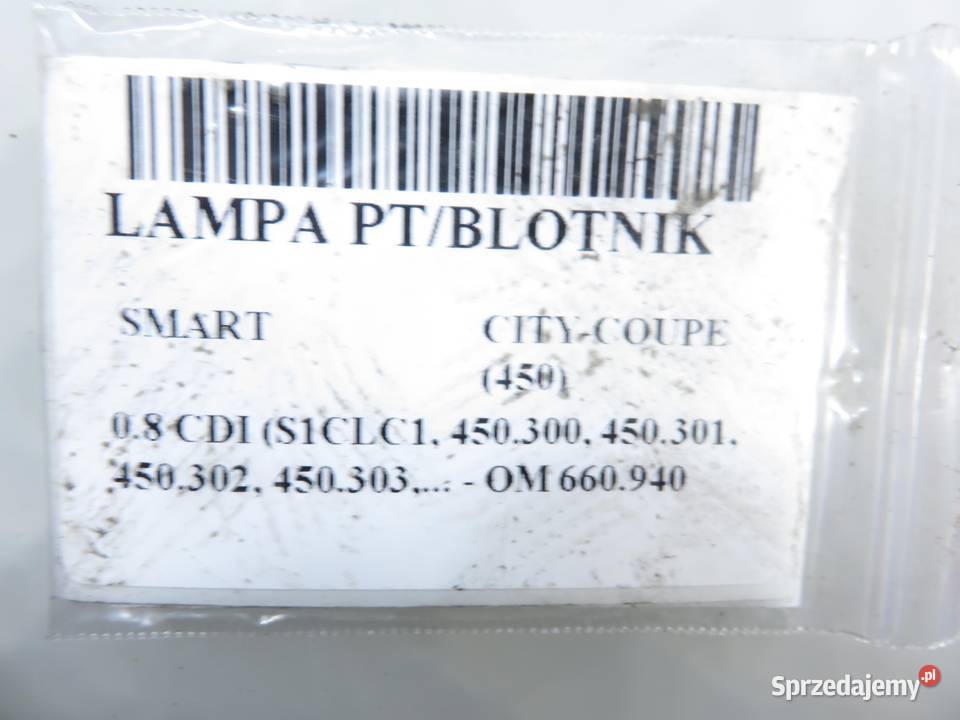 LAMPA PT/BLOTNIK
SMART CITY-COUPE
(450)
0.8 CDI (S1CLC1, 450.300, 450.301,
450.302, 450.303,... - OM 660.940
Sprzedajemy.pl